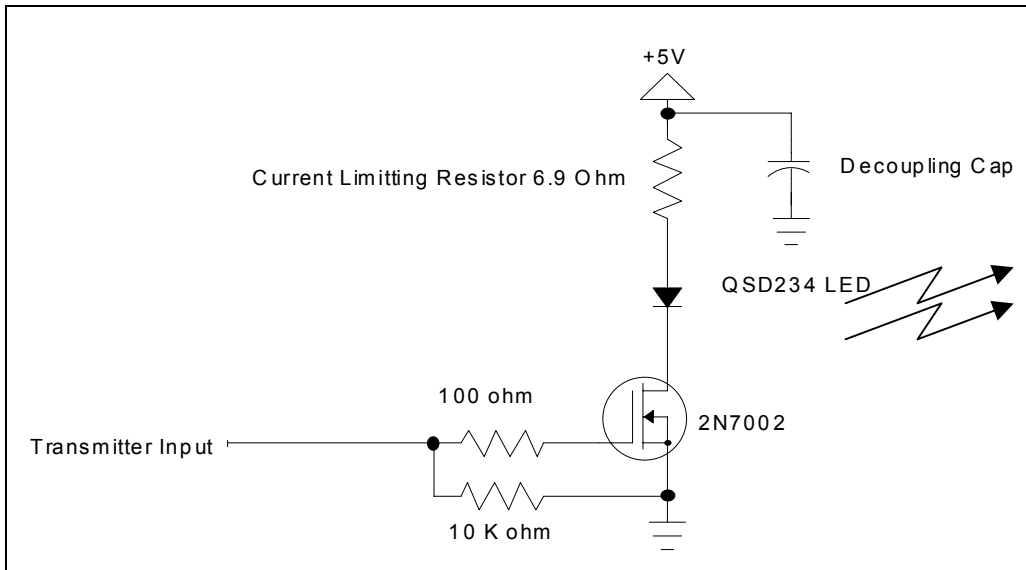 +5V
Current Limitting Resistor 6.9 Ohm
Decoupling Cap
QSD234 LED
100 ohm
2N7002
Transmitter Input
10 K ohm